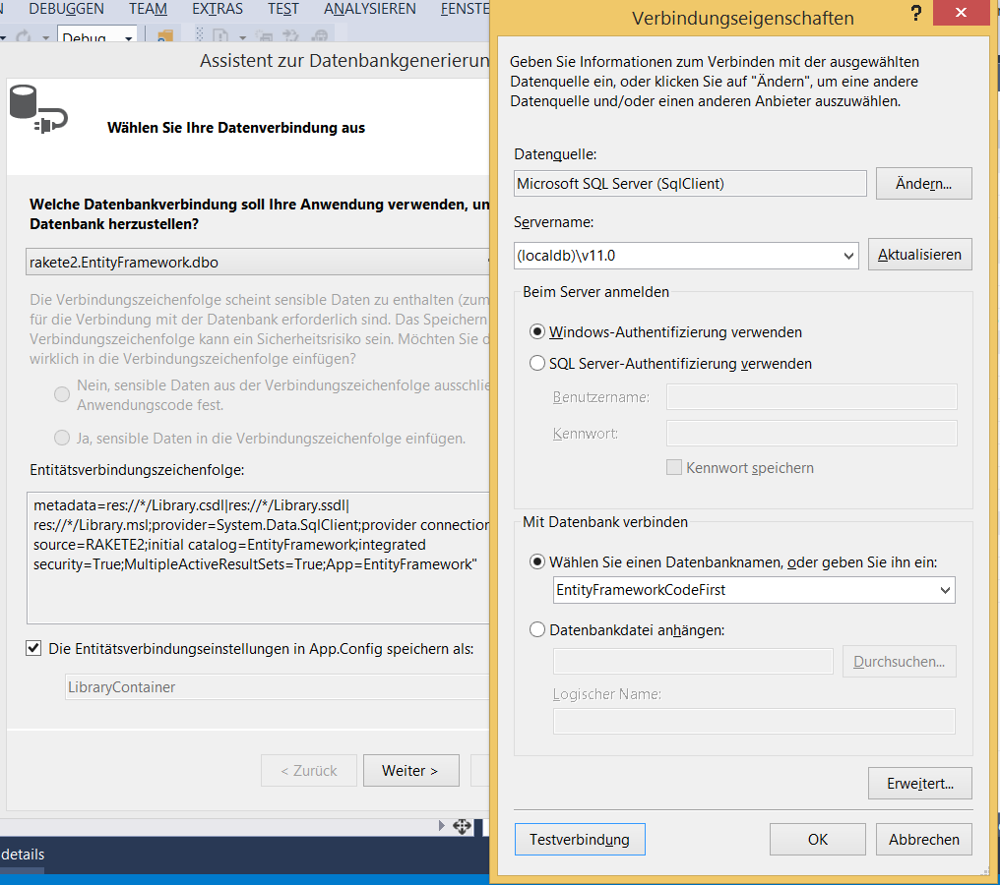 DEBUGGEN TEAM EXTRAS TEST ANALYSIEREN FENSTE
Debug
Assistent zur Datenbankgenerierun
Wählen Sie Ihre Datenverbindung aus
Welche Datenbankverbindung soll Ihre Anwendung verwenden, un
Datenbank herzustellen?
rakete2.EntityFramework.dbo
Die Verbindungszeichenfolge scheint sensible Daten zu enthalten (zum
für die Verbindung mit der Datenbank erforderlich sind. Das Speichern
Verbindungszeichenfolge kann ein Sicherheitsrisiko sein. Möchten Sie d
wirklich in die Verbindungszeichenfolge einfügen?
Nein, sensible Daten aus der Verbindungszeichenfolge ausschlie
Anwendungscode fest.
Ja, sensible Daten in die Verbindungszeichenfolge einfügen.
Entitätsverbindungszeichenfolge:
metadata=res://*/Library.csdl|res://*/Library.ssdl|
res://*/Library.msl;provider=System.Data.SqlClient;provider connection
source=RAKETE2;initial catalog=EntityFramework;integrated
security=True;MultipleActiveResultSets=True;App=EntityFramework"
Die Entitätsverbindungseinstellungen in App.Config speichern als:
LibraryContainer
< Zurück
Weiter >
details
Verbindungseigenschaften
?
Geben Sie Informationen zum Verbinden mit der ausgewählten
Datenquelle ein, oder klicken Sie auf "Ändern", um eine andere
Datenquelle und/oder einen anderen Anbieter auszuwählen.
Datenquelle:
Microsoft SQL Server (SqlClient)
Ändern...
Servername:
(localdb)\v11.0
Aktualisieren
Beim Server anmelden
Windows-Authentifizierung verwenden
SQL Server-Authentifizierung verwenden
Benutzername:
Kennwort:
Kennwort speichern
Mit Datenbank verbinden
Wählen Sie einen Datenbanknamen, oder geben Sie ihn ein:
EntityFrameworkCodeFirst
Datenbankdatei anhängen:
Durchsuchen...
Logischer Name:
Erweitert...
Testverbindung
OK
Abbrechen